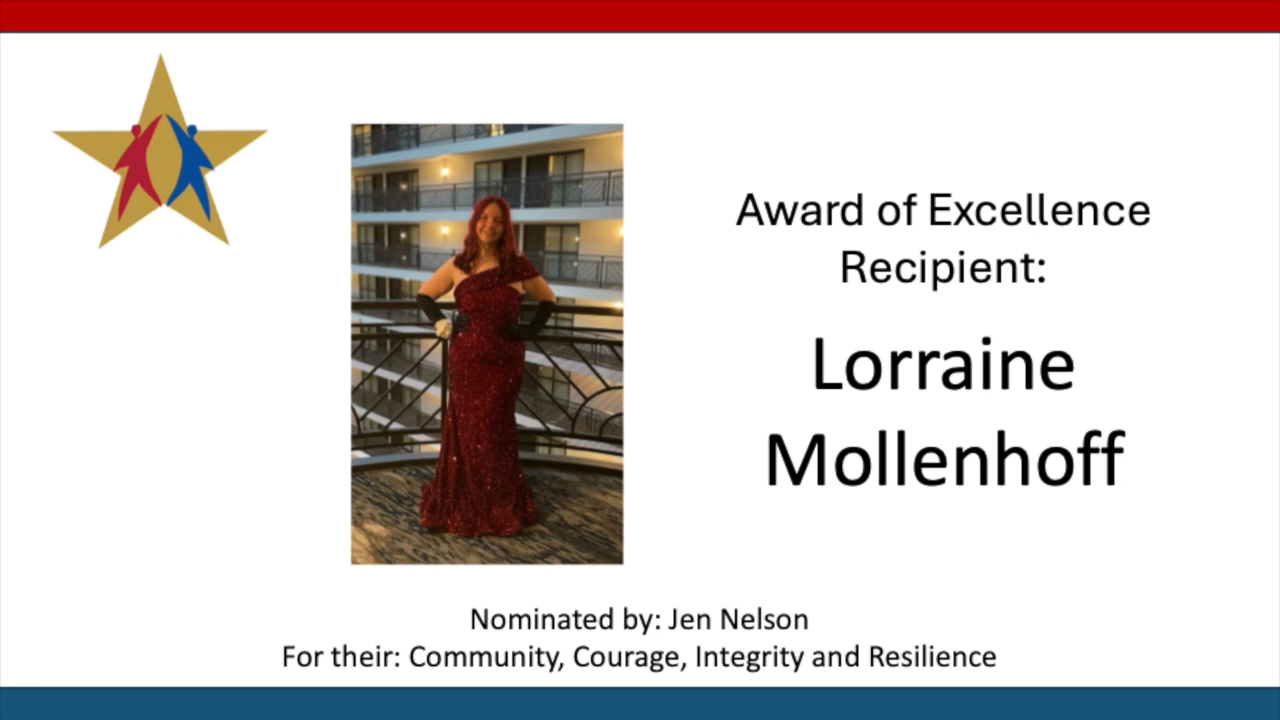 Award of Excellence
Recipient:
Lorraine
Mollenhoff
Nominated by: Jen Nelson
For their: Community, Courage, Integrity and Resilience